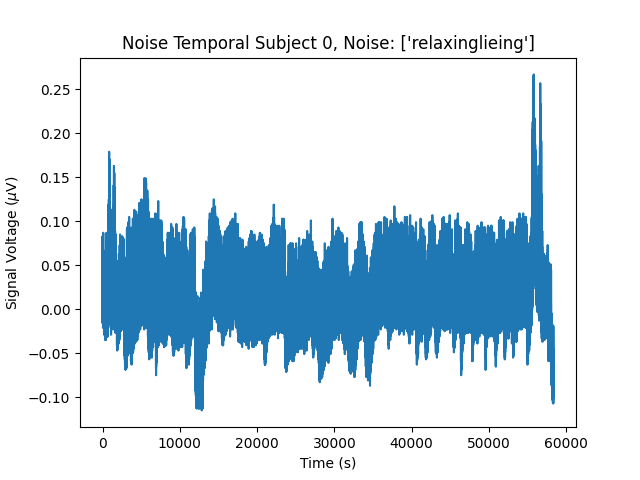 Noise Temporal Subject 0, Noise: ['relaxinglieing']
Signal Voltage (μV)
0.25
0.20
0.15
0.10
0.05
0.00
−0.05
−0.10
0 10000 20000 30000 40000 50000 60000
Time (s)